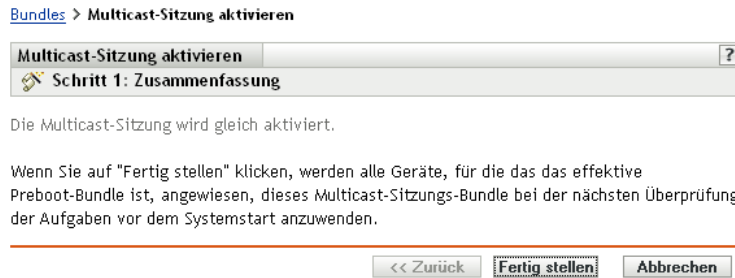 Bundles > Multicast-Sitzung aktivieren
Multicast-Sitzung aktivieren ?
Schritt 1: Zusammenfassung
Die Multicast-Sitzung wird gleich aktiviert.
Wenn Sie auf "Fertig stellen" klicken, werden alle Geräte, für die das das effektive
Preboot-Bundle ist, angewiesen, dieses Multicast-Sitzungs-Bundle bei der nächsten Überprüfung
der Aufgaben vor dem Systemstart anzuwenden.
<< Zurück Fertig stellen Abbrechen